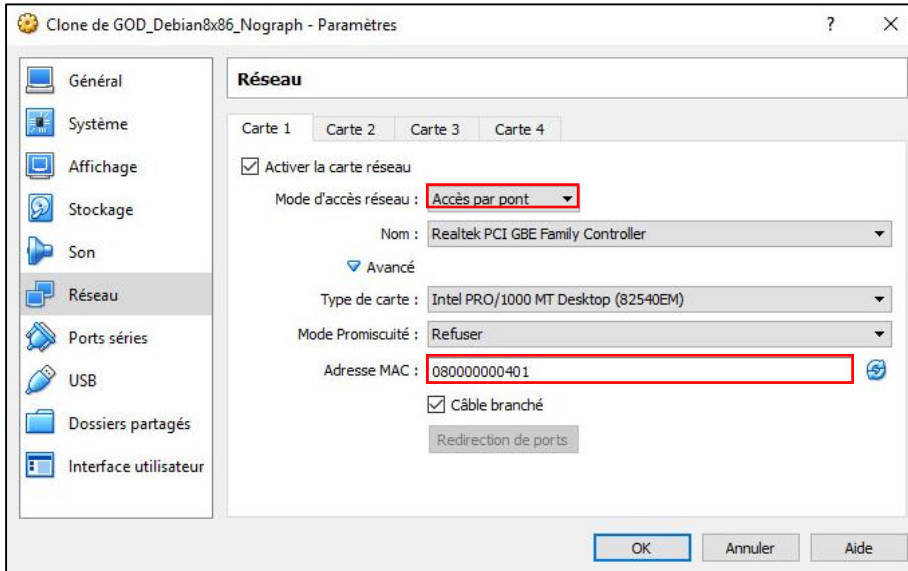 Clone de GOD_Debian8x86_Nograph - Paramètres
?
Général
Système
Affichage
Stockage
Son
Réseau
Ports séries
USB
Dossiers partagés
Interface utilisateur
Réseau
Carte 1 Carte 2 Carte 3 Carte 4
Activer la carte réseau
Mode d'accès réseau : Accès par pont
Nom : Realtek PCI GBE Family Controller
Avancé
Type de carte : Intel PRO/1000 MT Desktop (82540EM)
Mode Promiscuité : Refuser
Adresse MAC : 080000000401
Câble branché
Redirection de ports
OK Annuler Aide